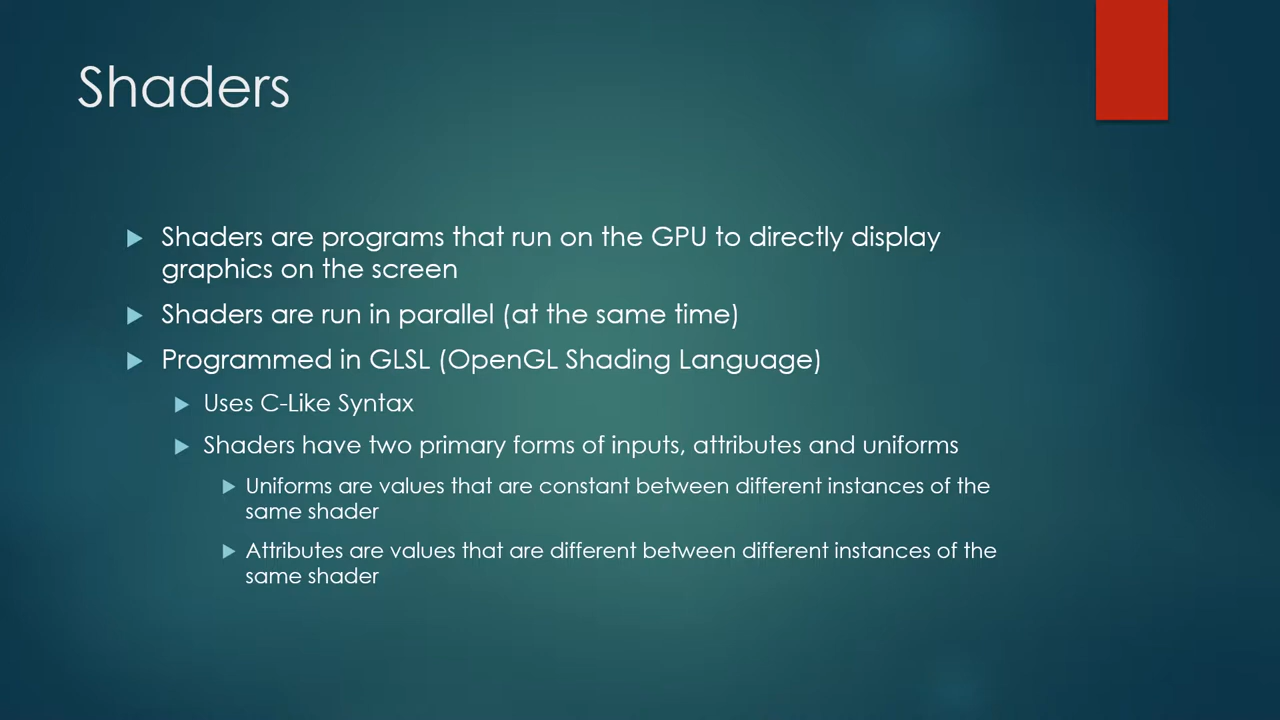 Shaders
Shaders are programs that run on the GPU to directly display
graphics on the screen
Shaders are run in parallel (at the same time)
Programmed in GLSL (OpenGL Shading Language)
Uses C-Like Syntax
Shaders have two primary forms of inputs, attributes and uniforms
Uniforms are values that are constant between different instances of the
same shader
Attributes are values that are different between different instances of the
same shader